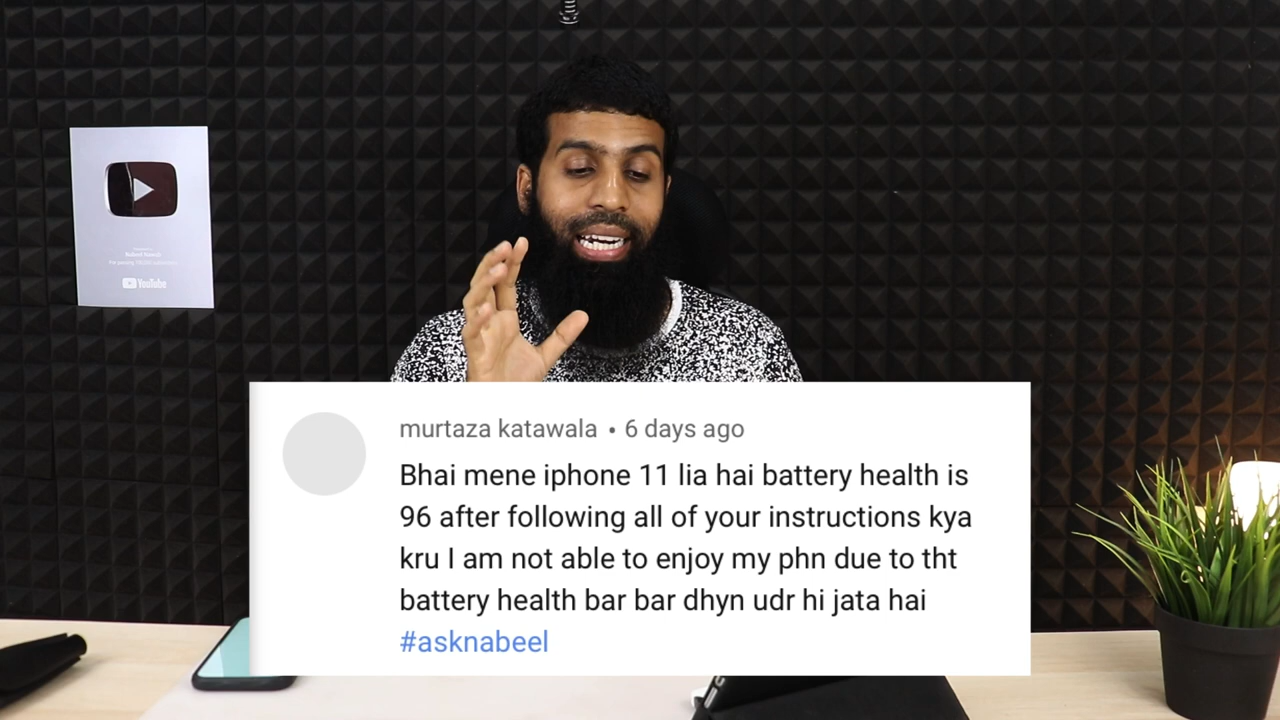 YouTube
murtaza katawala • 6 days ago
Bhai mene iphone 11 lia hai battery health is
96 after following all of your instructions kya
kru I am not able to enjoy my phn due to tht
battery health bar bar dhyn udr hi jata hai
#asknabeel